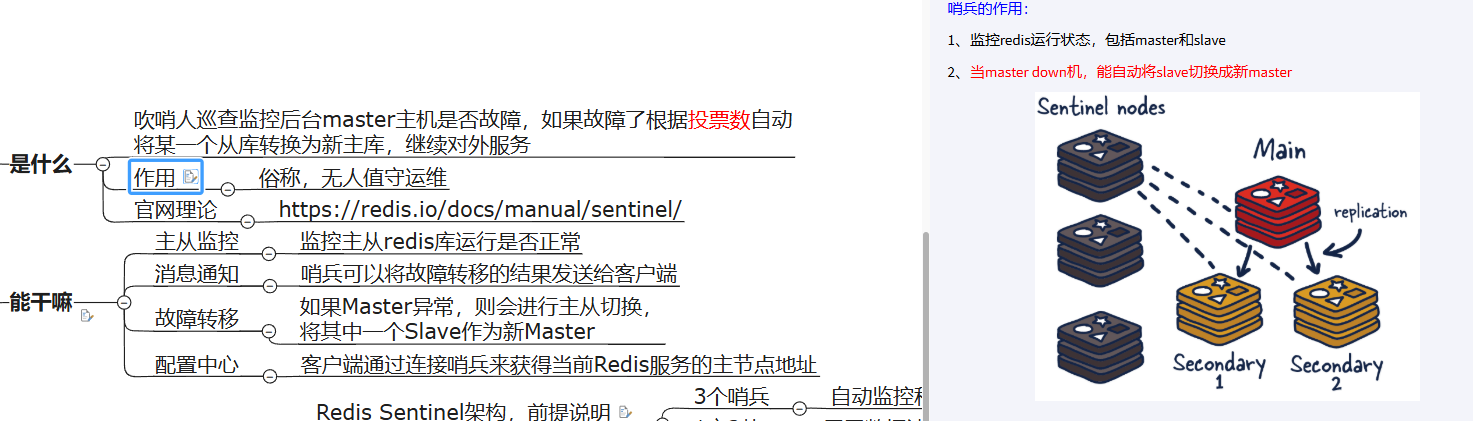 是什么
吹哨人巡查监控后台master主机是否故障，如果故障了根据投票数自动
将某一个从库转换为新主库，继续对外服务
作用
俗称，无人值守运维
官网理论
https://redis.io/docs/manual/sentinel/
能干嘛
主从监控
监控主从redis库运行是否正常
消息通知
哨兵可以将故障转移的结果发送给客户端
故障转移
如果Master异常，则会进行主从切换，
将其中一个Slave作为新Master
配置中心
客户端通过连接哨兵来获得当前Redis服务的主节点地址
Redis Sentinel架构，前提说明
3个哨兵
自动监控
哨兵的作用：
1、监控redis运行状态，包括master和slave
2、当master down机，能自动将slave切换成新master
Sentinel nodes
Main
replication
Secondary
1
Secondary
2